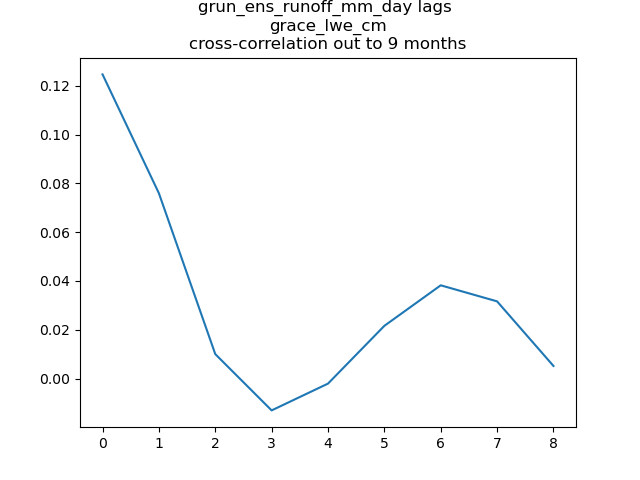 grun_ens_runoff_mm_day lags
grace_lwe_cm
cross-correlation out to 9 months
0.12
0.10
0.08
0.06
0.04
0.02
0.00
0 1 2 3 4 5 6 7 8